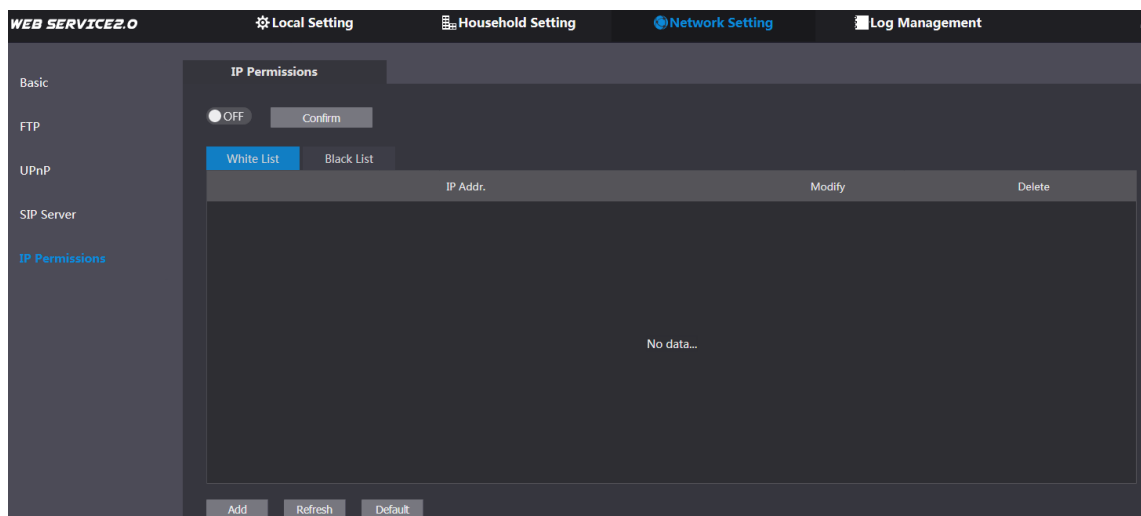 WEB SERVICE2.0 Local Setting Household Setting Network Setting Log Management
IP Permissions
Basic
OFF Confirm
FTP
White List Black List
UPnP
IP Addr. Modify Delete
SIP Server
IP Permissions
No data...
Add Refresh Default